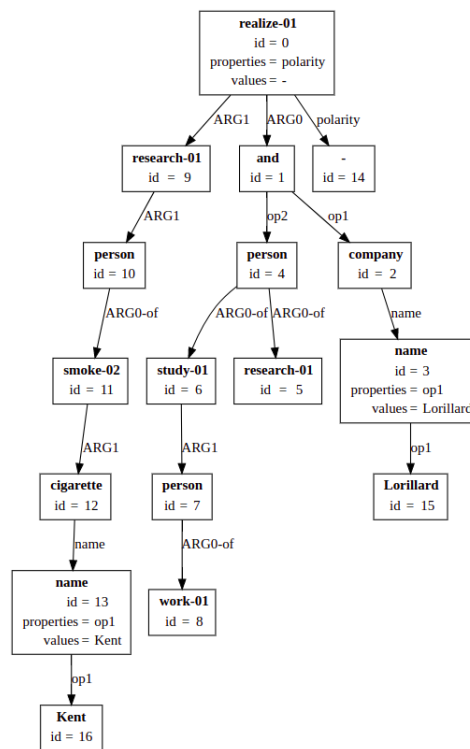 realize-01
id = 0
properties = polarity
values = -
ARG1 ARG0 polarity
research-01
id = 9
and
id = 1
-
id = 14
ARG1 op2 op1
person
id = 10
person
id = 4
company
id = 2
ARG0-of ARG0-of ARG0-of name
smoke-02
id = 11
study-01
id = 6
research-01
id = 5
name
id = 3
properties = op1
values = Lorillard
ARG1 ARG1 op1
cigarette
id = 12
person
id = 7
Lorillard
id = 15
name ARG0-of
name
id = 13
properties = op1
values = Kent
work-01
id = 8
op1
Kent
id = 16